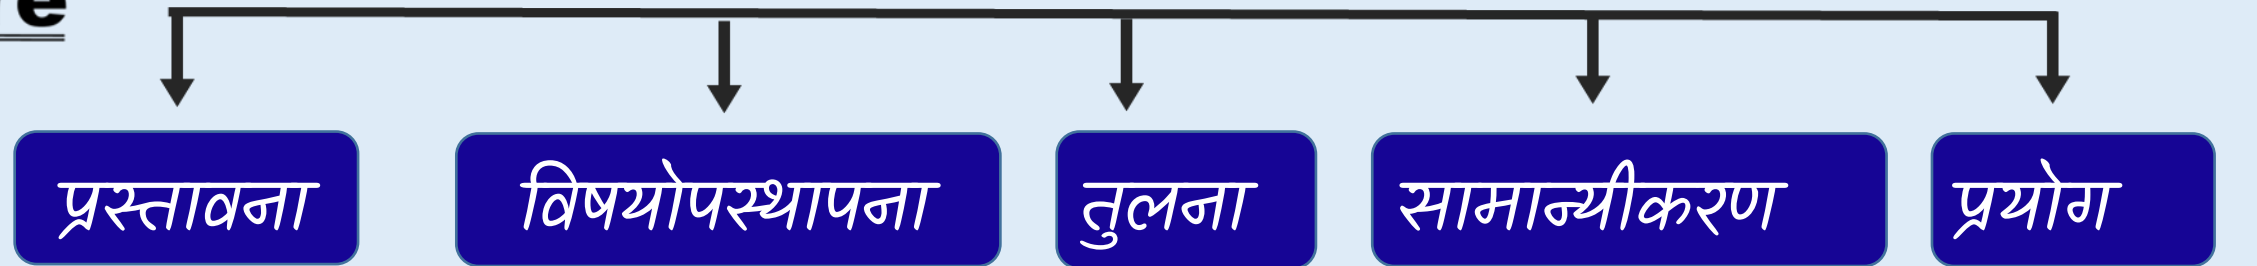 प्रस्तावना विषयोपस्थापना तुलना सामान्यीकरण प्रयोग